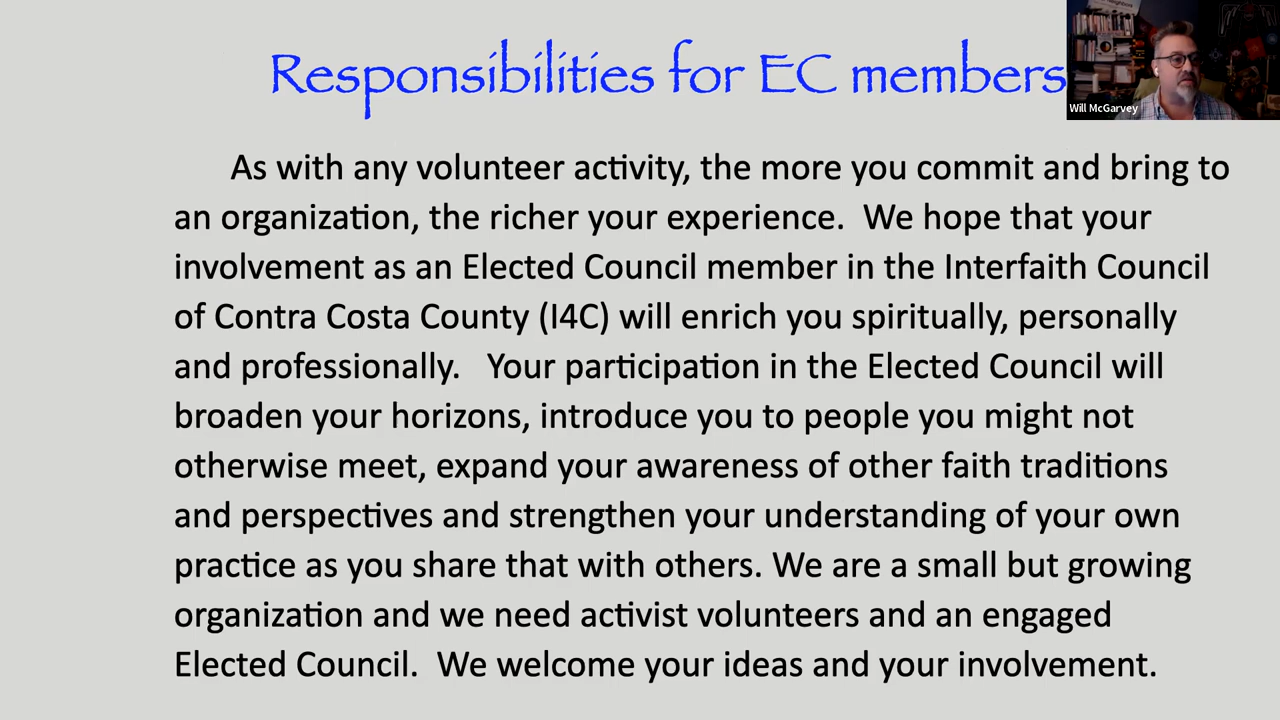 Responsibilities for EC members
Will McGarvey
As with any volunteer activity, the more you commit and bring to
an organization, the richer your experience.  We hope that your
involvement as an Elected Council member in the Interfaith Council
of Contra Costa County (I4C) will enrich you spiritually, personally
and professionally.   Your participation in the Elected Council will
broaden your horizons, introduce you to people you might not
otherwise meet, expand your awareness of other faith traditions
and perspectives and strengthen your understanding of your own
practice as you share that with others. We are a small but growing
organization and we need activist volunteers and an engaged
Elected Council.  We welcome your ideas and your involvement.